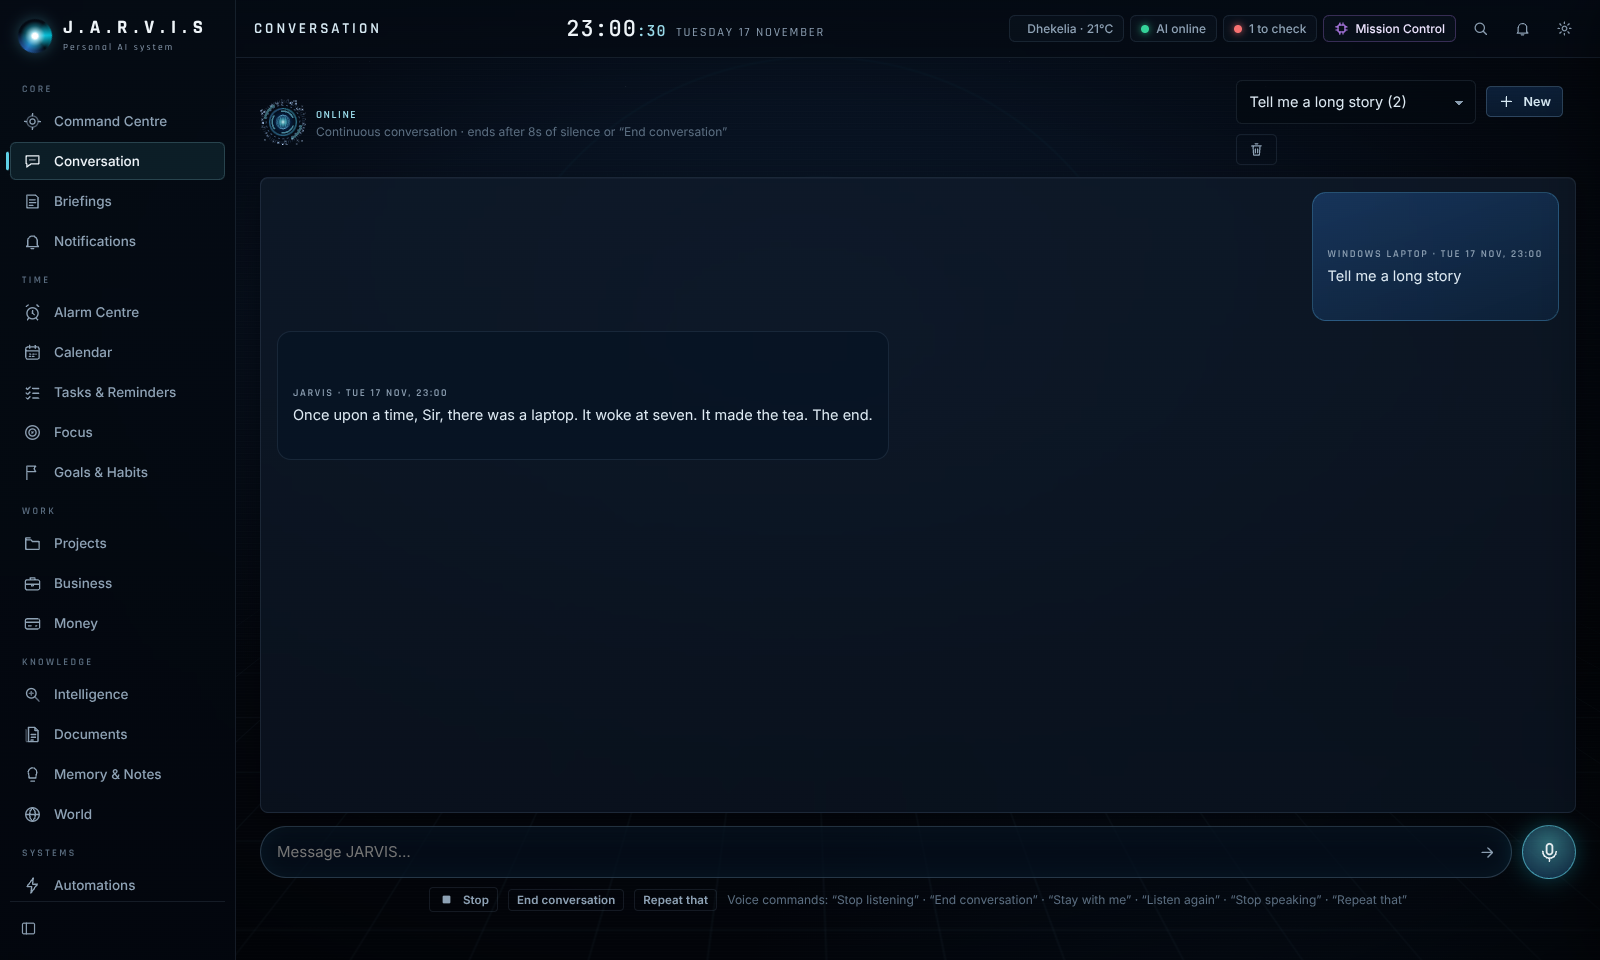 J.A.R.V.I.S
Personal AI system
CONVERSATION
23:00:30 TUESDAY 17 NOVEMBER
Dhekelia · 21°C
AI online
1 to check
Mission Control
CORE
Command Centre
Conversation
Briefings
Notifications
TIME
Alarm Centre
Calendar
Tasks & Reminders
Focus
Goals & Habits
WORK
Projects
Business
Money
KNOWLEDGE
Intelligence
Documents
Memory & Notes
World
SYSTEMS
Automations
ONLINE
Continuous conversation · ends after 8s of silence or “End conversation”
Tell me a long story (2)
New
WINDOWS LAPTOP · TUE 17 NOV, 23:00
Tell me a long story
JARVIS · TUE 17 NOV, 23:00
Once upon a time, Sir, there was a laptop. It woke at seven. It made the tea. The end.
Message JARVIS...
Stop
End conversation
Repeat that
Voice commands: “Stop listening” · “End conversation” · “Stay with me” · “Listen again” · “Stop speaking” · “Repeat that”